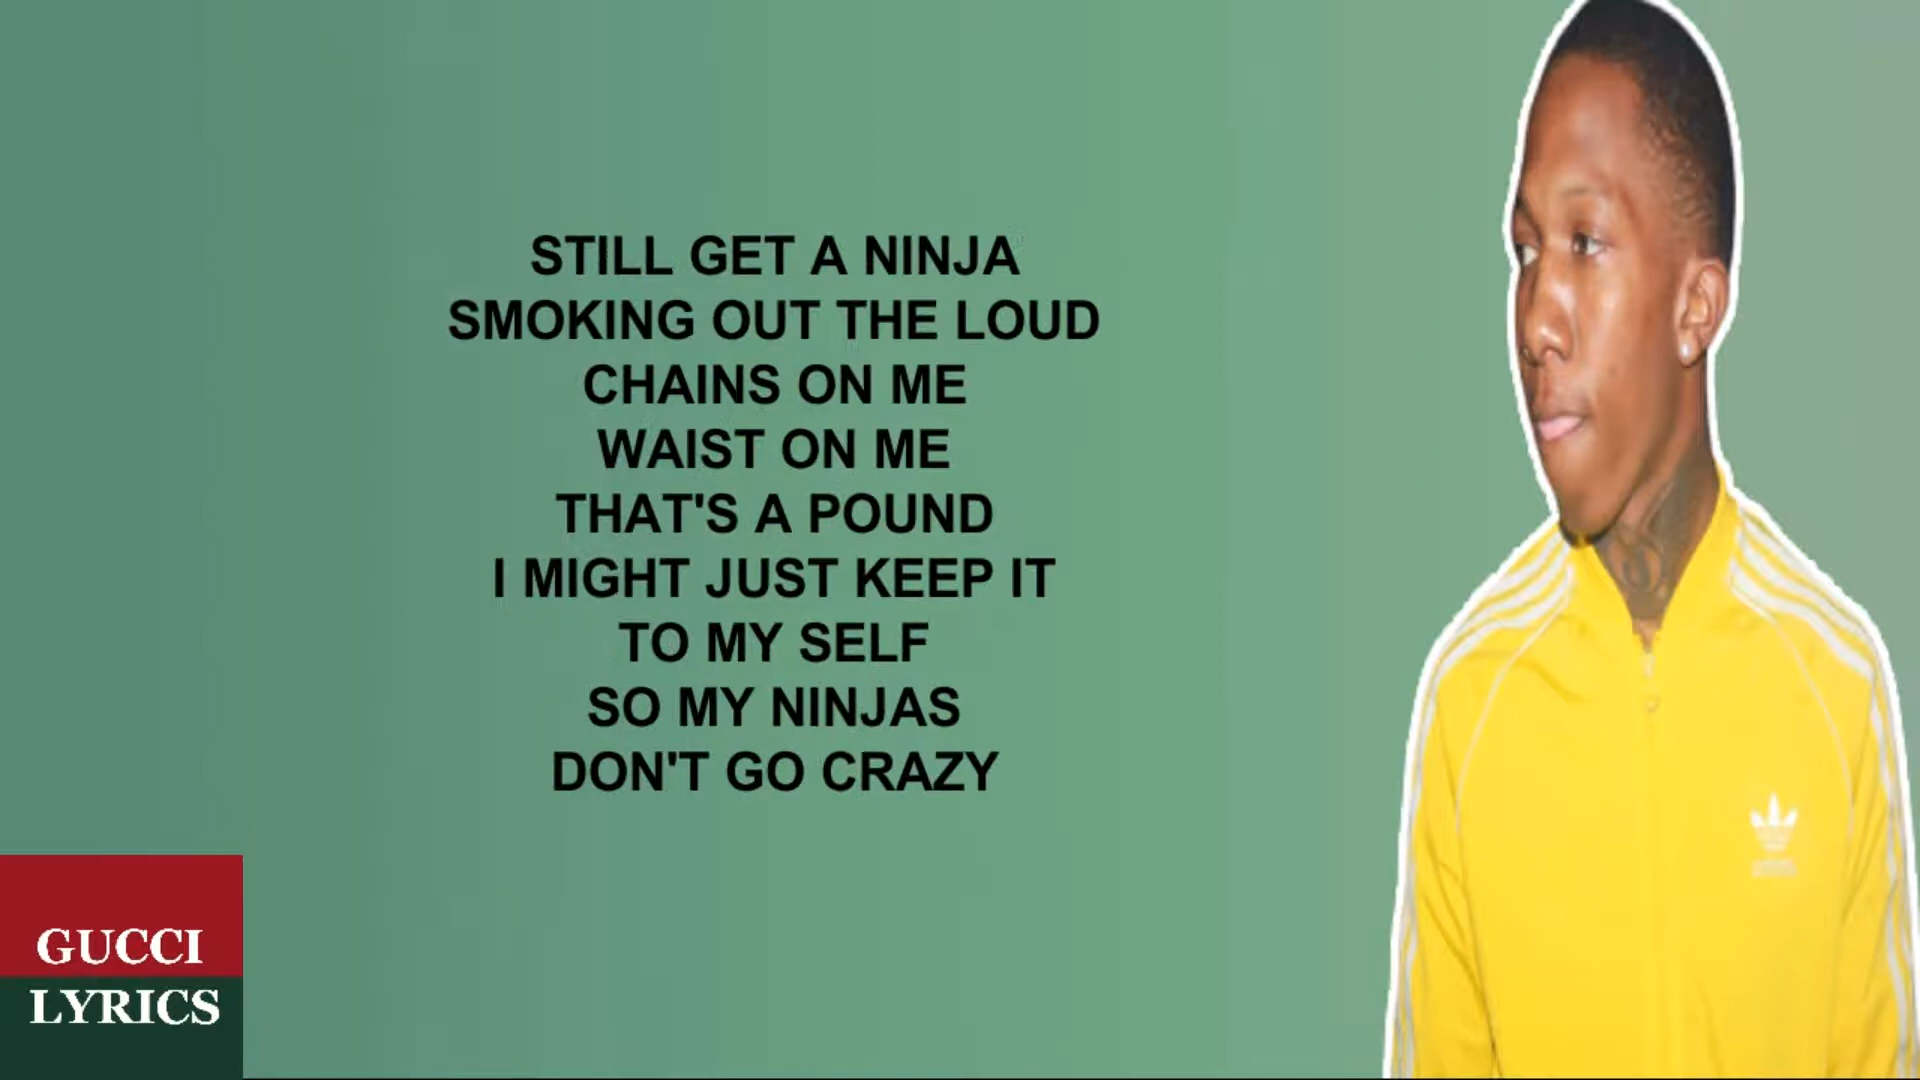 STILL GET A NINJA
SMOKING OUT THE LOUD
CHAINS ON ME
WAIST ON ME
THAT'S A POUND
I MIGHT JUST KEEP IT
TO MY SELF
SO MY NINJAS
DON'T GO CRAZY
GUCCI
LYRICS